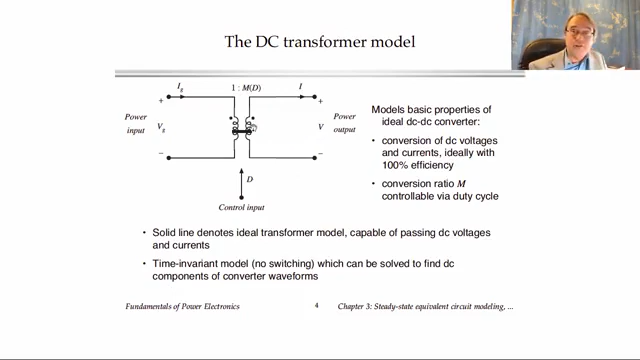 The DC transformer model
I_g
1 : M(D)
I
+
+
Power
input
V_g
V
Power
output
–
–
D
Control input
Models basic properties of
ideal dc-dc converter:
• conversion of dc voltages
and currents, ideally with
100% efficiency
• conversion ratio M
controllable via duty cycle
• Solid line denotes ideal transformer model, capable of passing dc voltages
and currents
• Time-invariant model (no switching) which can be solved to find dc
components of converter waveforms
Fundamentals of Power Electronics
4
Chapter 3: Steady-state equivalent circuit modeling, ...